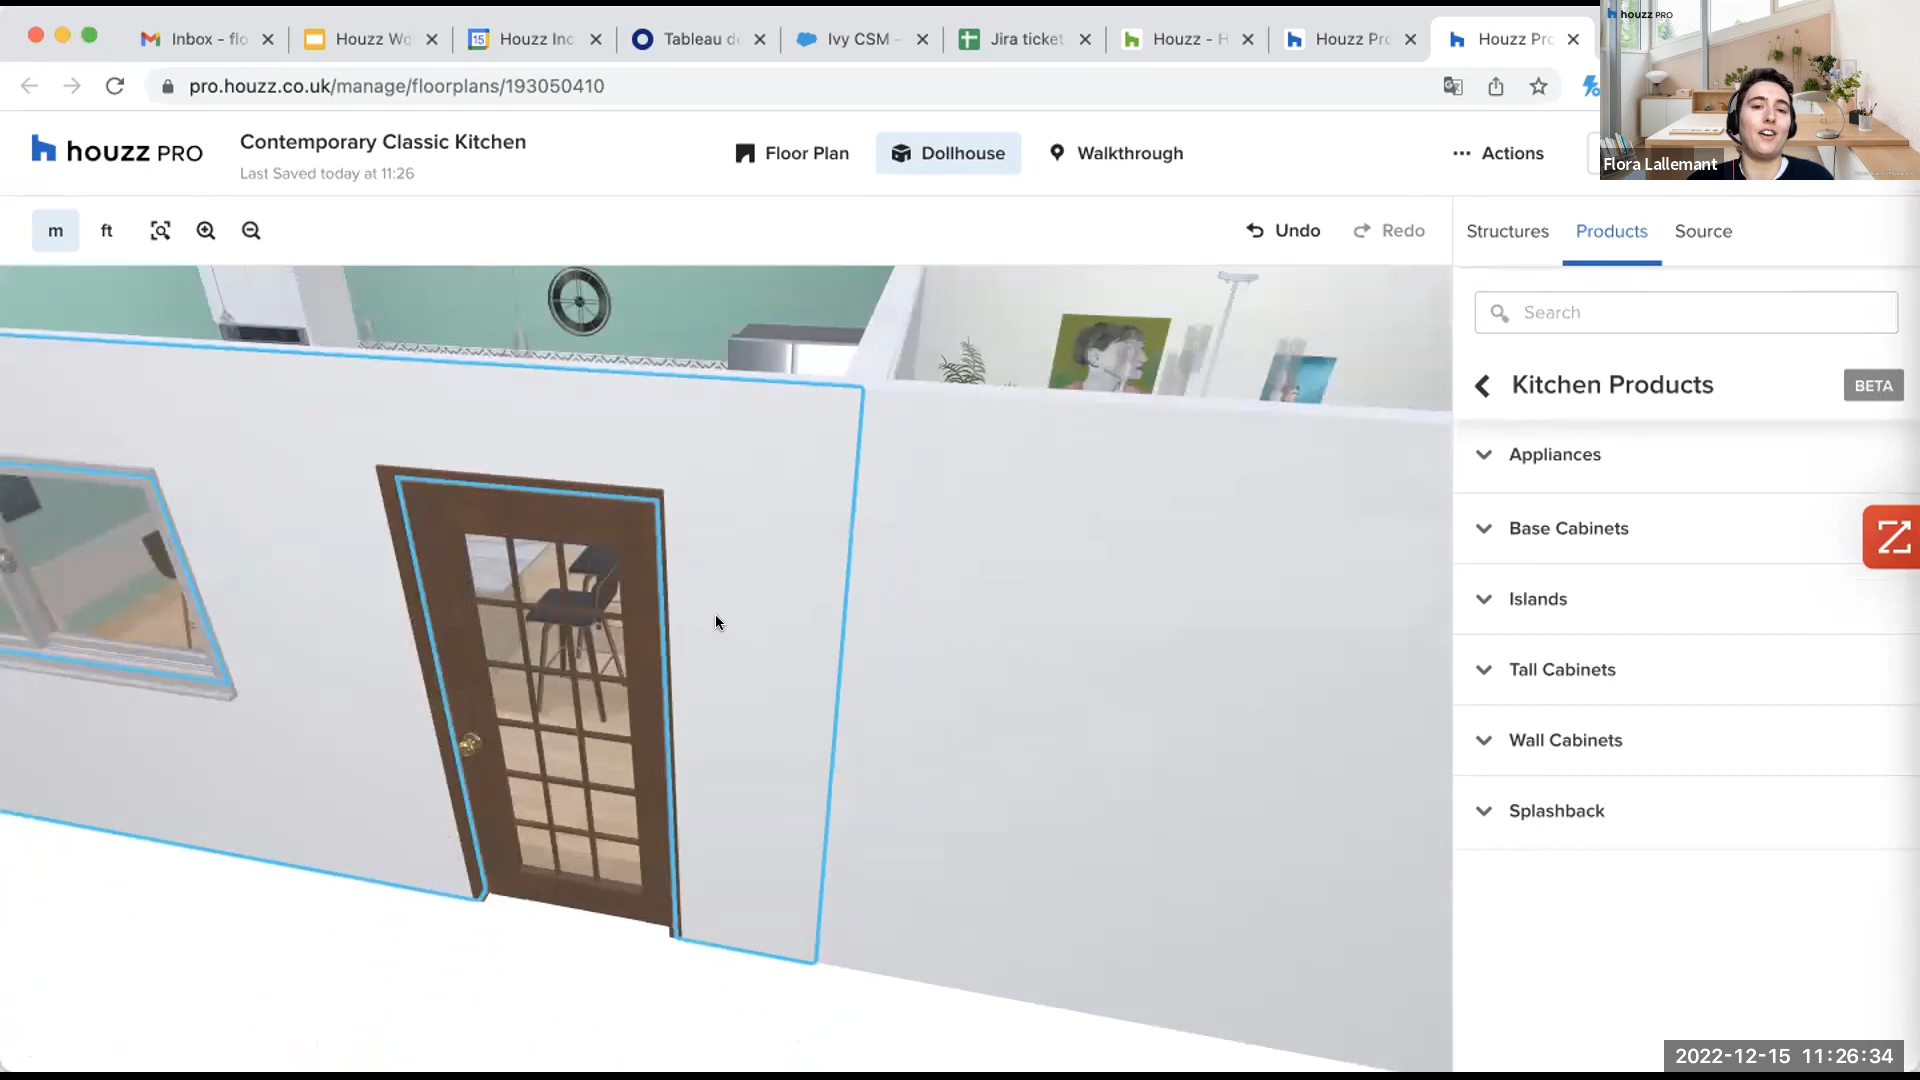 Inbox - flo
Houzz Wo
15
Houzz Inc
Tableau d
Ivy CSM -
Jira ticket
Houzz - H
Houzz Pro
Houzz Pro
houzz PRO
pro.houzz.co.uk/manage/floorplans/193050410
Flora Lallemant
houzz PRO
Contemporary Classic Kitchen
Last Saved today at 11:26
Floor Plan
Dollhouse
Walkthrough
Actions
m
ft
Undo
Redo
Structures
Products
Source
Search
Kitchen Products
BETA
Appliances
Base Cabinets
Islands
Tall Cabinets
Wall Cabinets
Splashback
2022-12-15 11:26:34